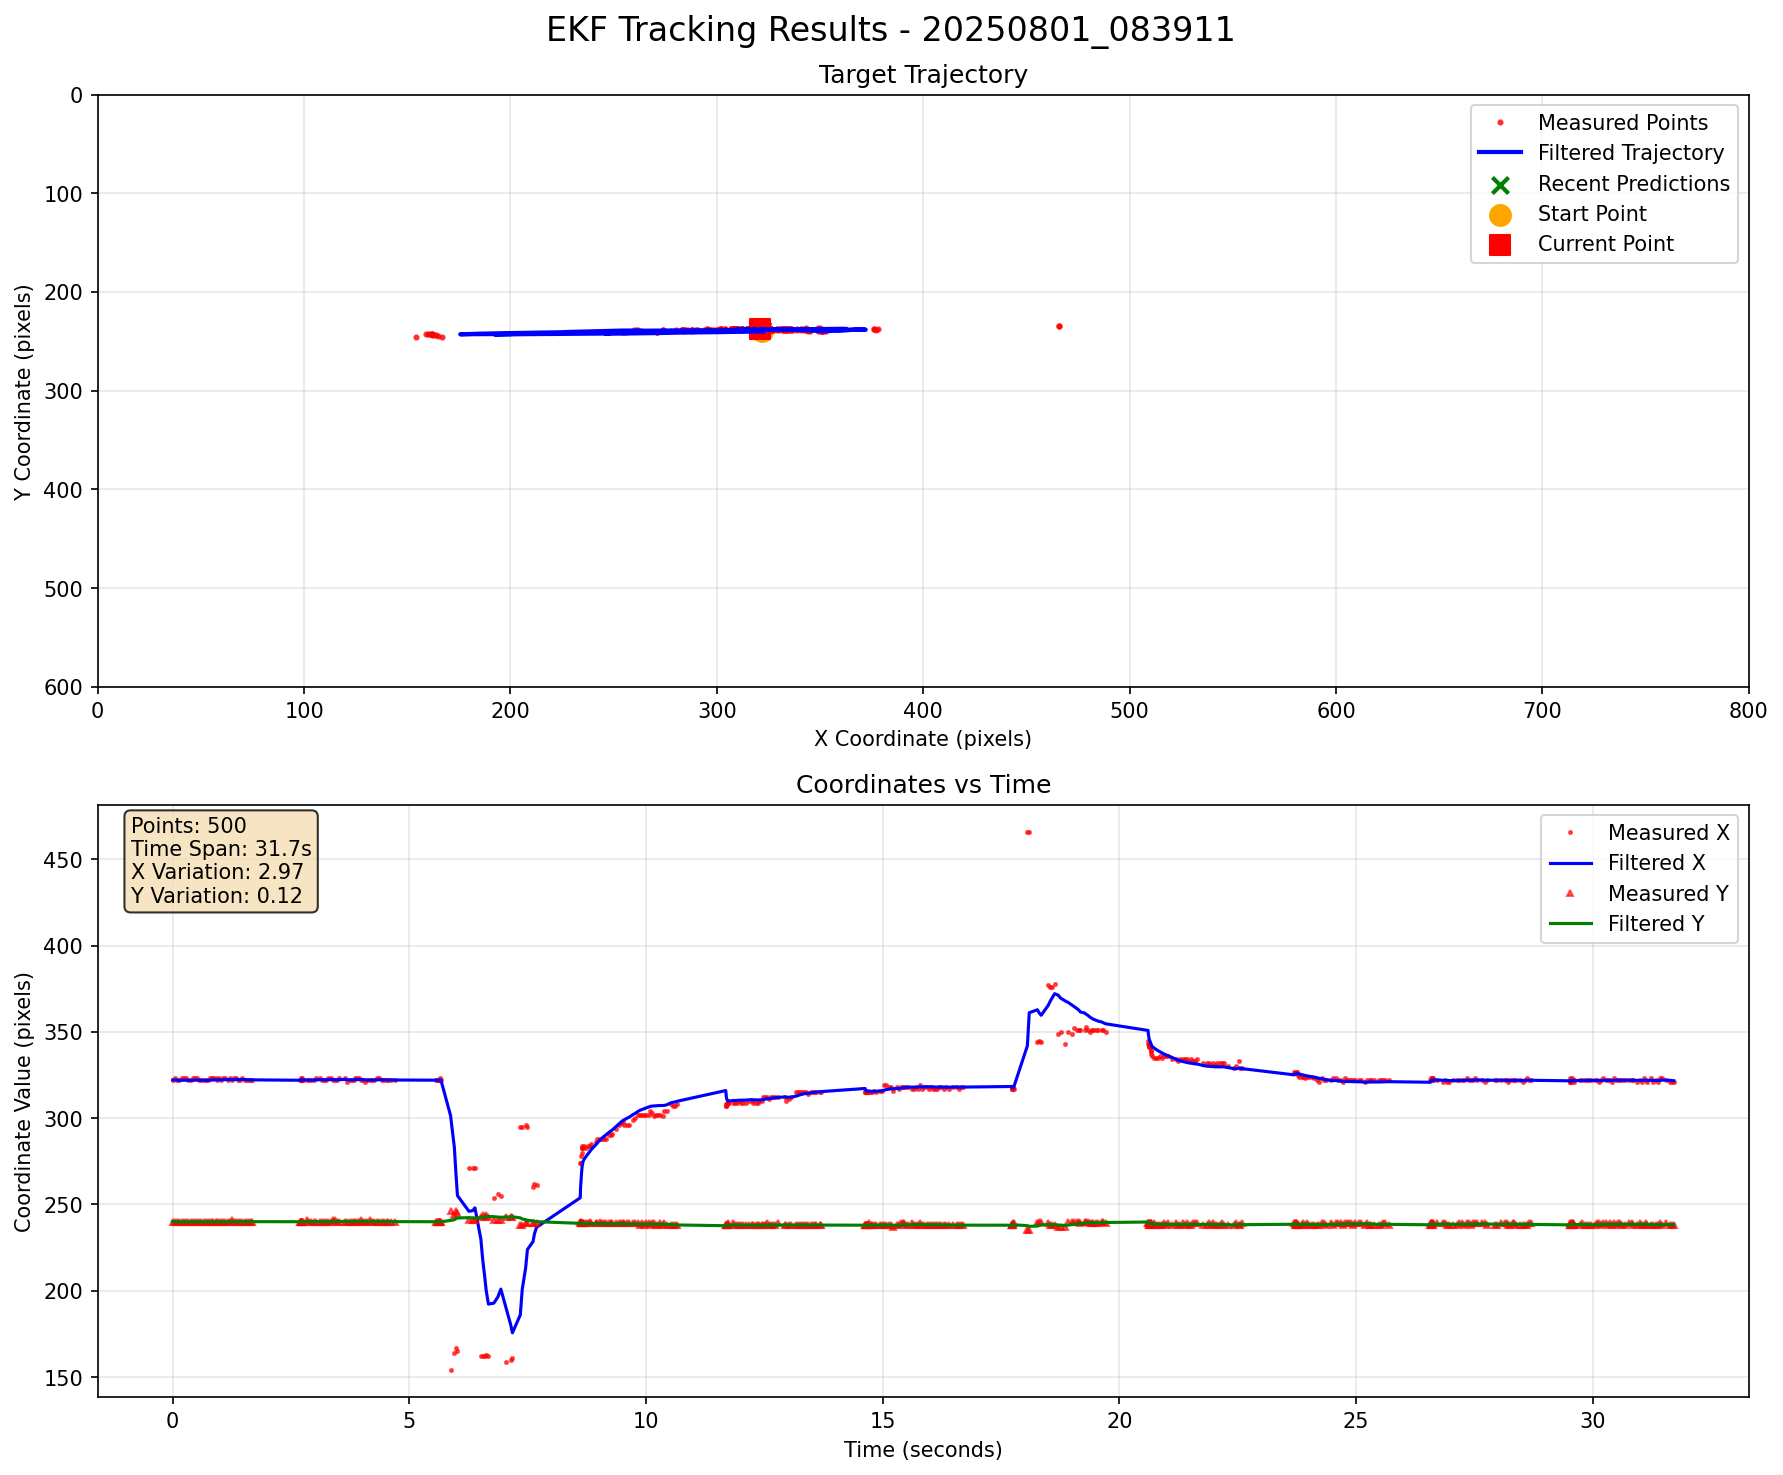 EKF Tracking Results - 20250801_083911
Target Trajectory
0
100
200
300
400
500
600
Y Coordinate (pixels)
Measured Points
Filtered Trajectory
Recent Predictions
Start Point
Current Point
0 100 200 300 400 500 600 700 800
X Coordinate (pixels)
Coordinates vs Time
450
400
350
300
250
200
150
Coordinate Value (pixels)
Points: 500
Time Span: 31.7s
X Variation: 2.97
Y Variation: 0.12
Measured X
Filtered X
Measured Y
Filtered Y
0 5 10 15 20 25 30
Time (seconds)